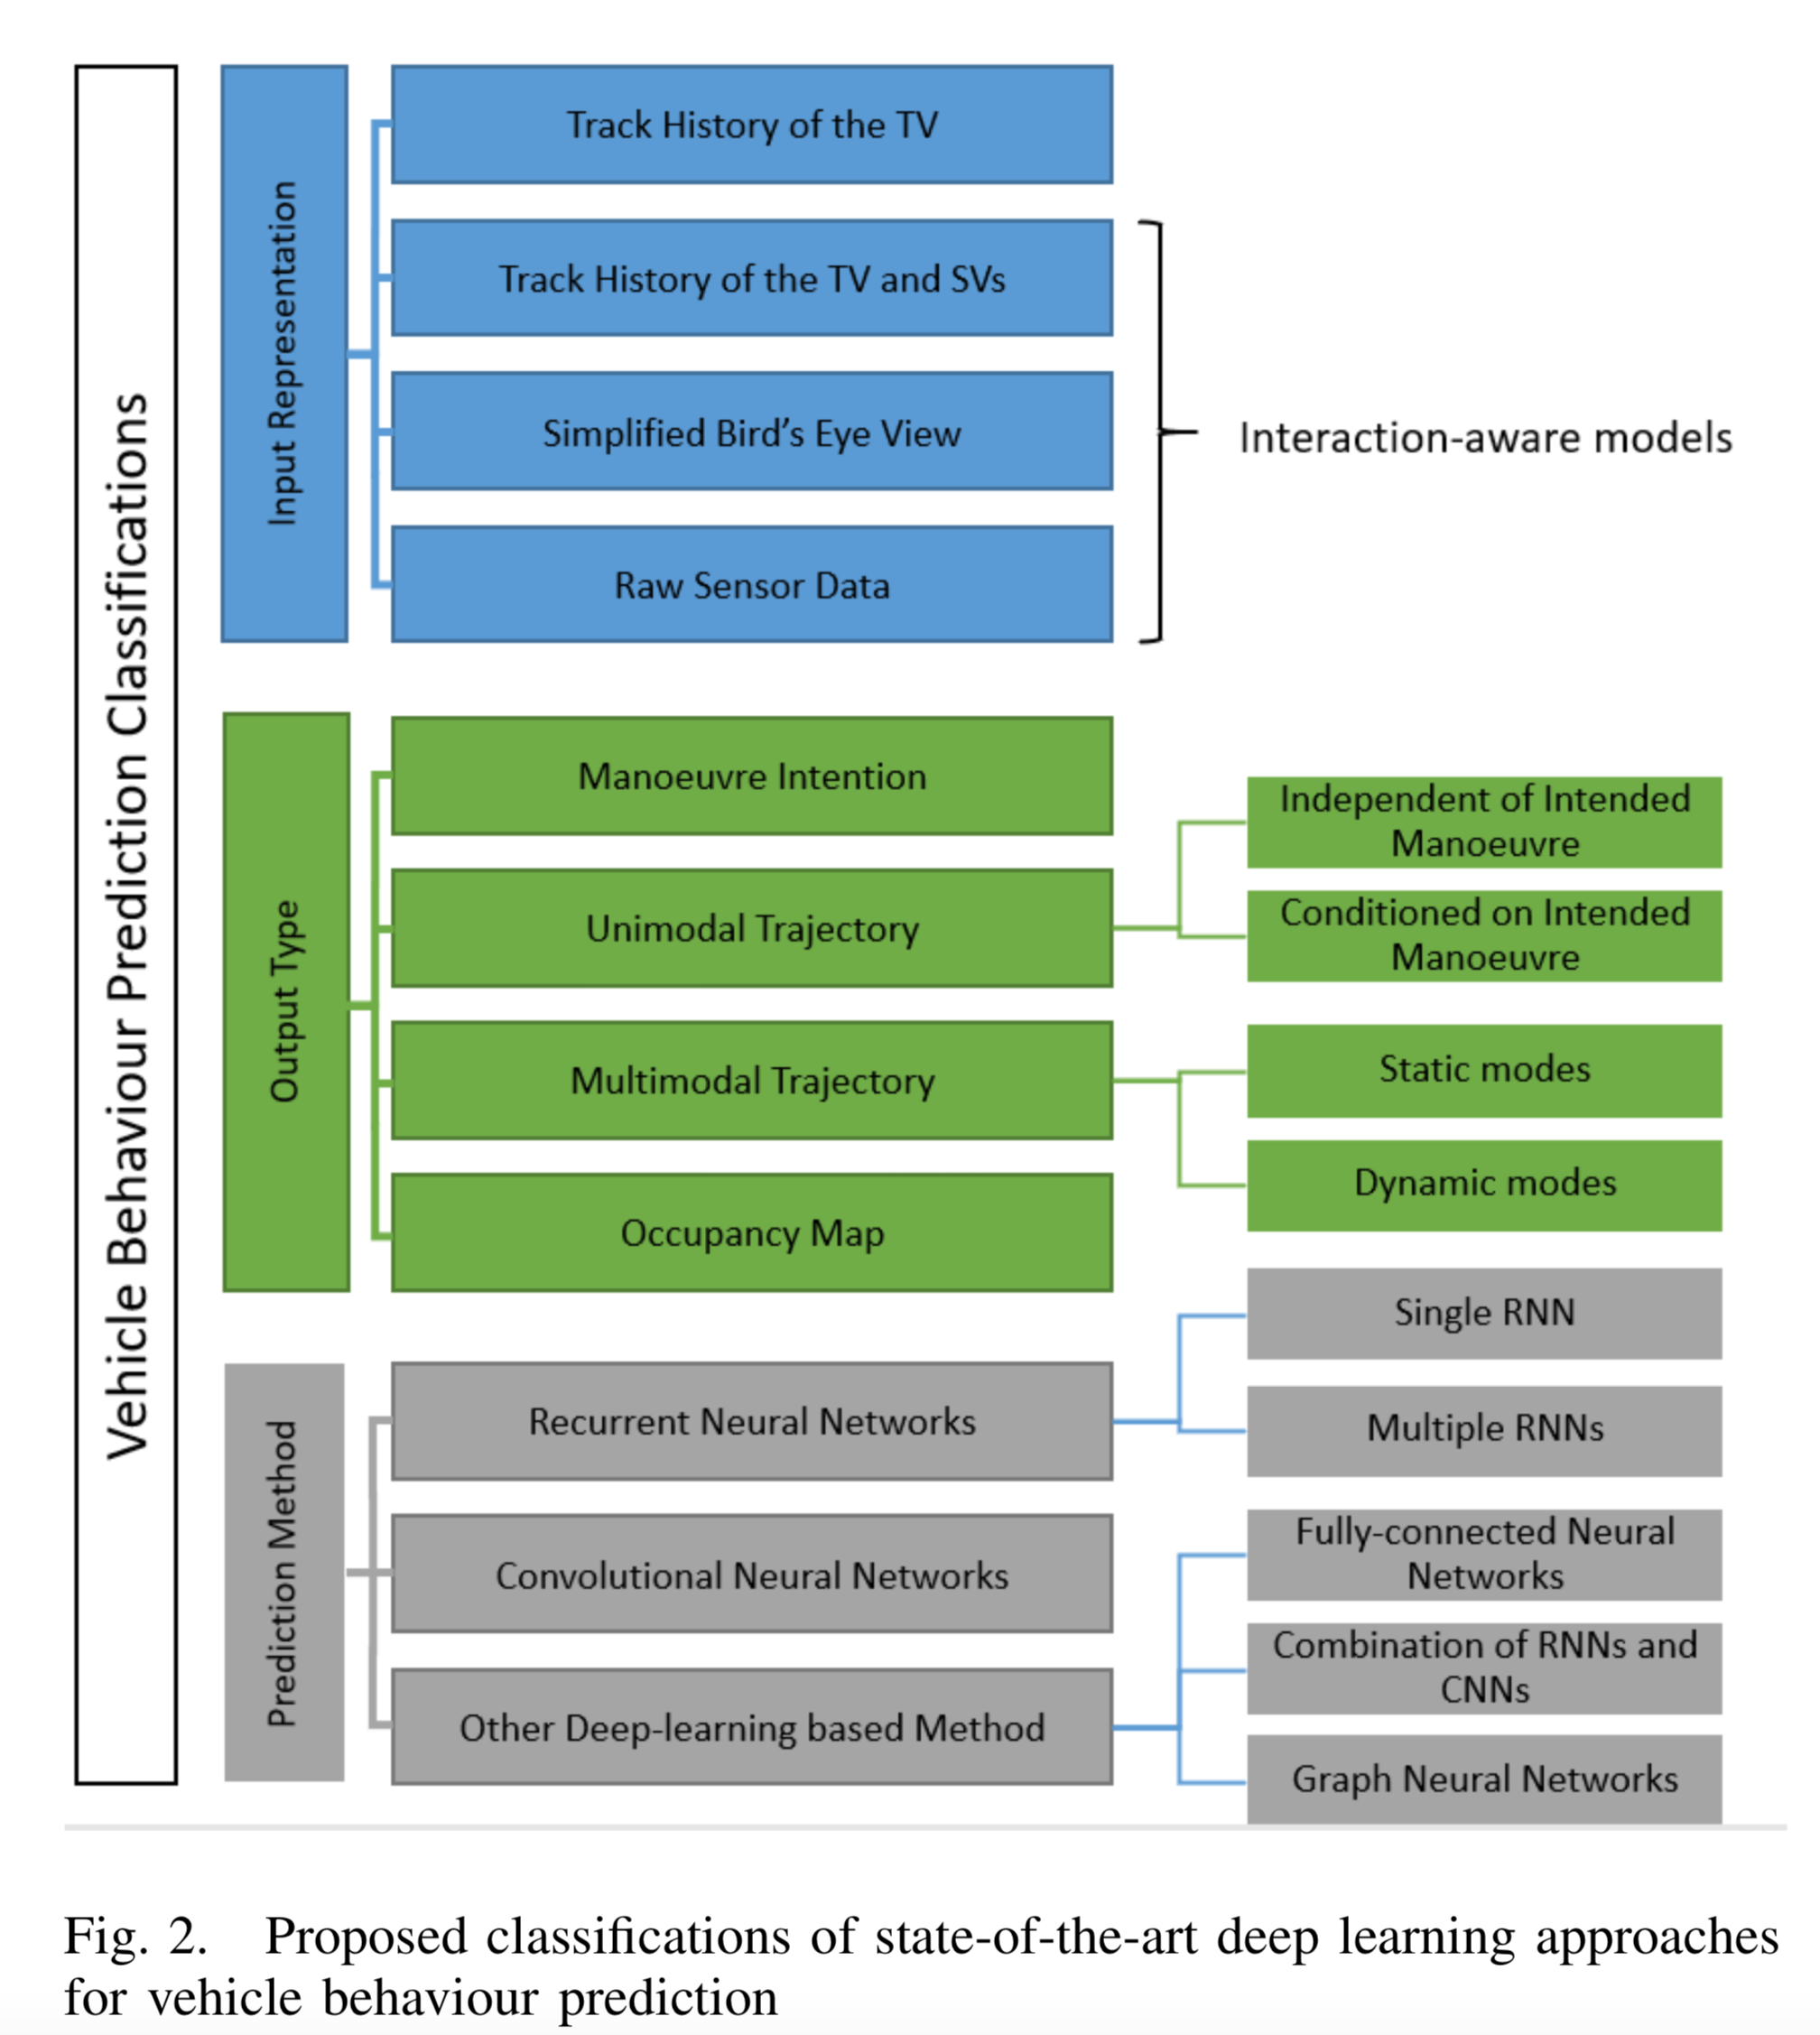 Vehicle Behaviour Prediction Classifications
Input Representation
Track History of the TV
Track History of the TV and SVs
Simplified Bird’s Eye View
Raw Sensor Data
Interaction-aware models
Output Type
Manoeuvre Intention
Unimodal Trajectory
Independent of Intended
Manoeuvre
Conditioned on Intended
Manoeuvre
Multimodal Trajectory
Static modes
Dynamic modes
Occupancy Map
Prediction Method
Recurrent Neural Networks
Single RNN
Multiple RNNs
Convolutional Neural Networks
Other Deep-learning based Method
Fully-connected Neural
Networks
Combination of RNNs and
CNNs
Graph Neural Networks
Fig. 2. Proposed classifications of state-of-the-art deep learning approaches
for vehicle behaviour prediction